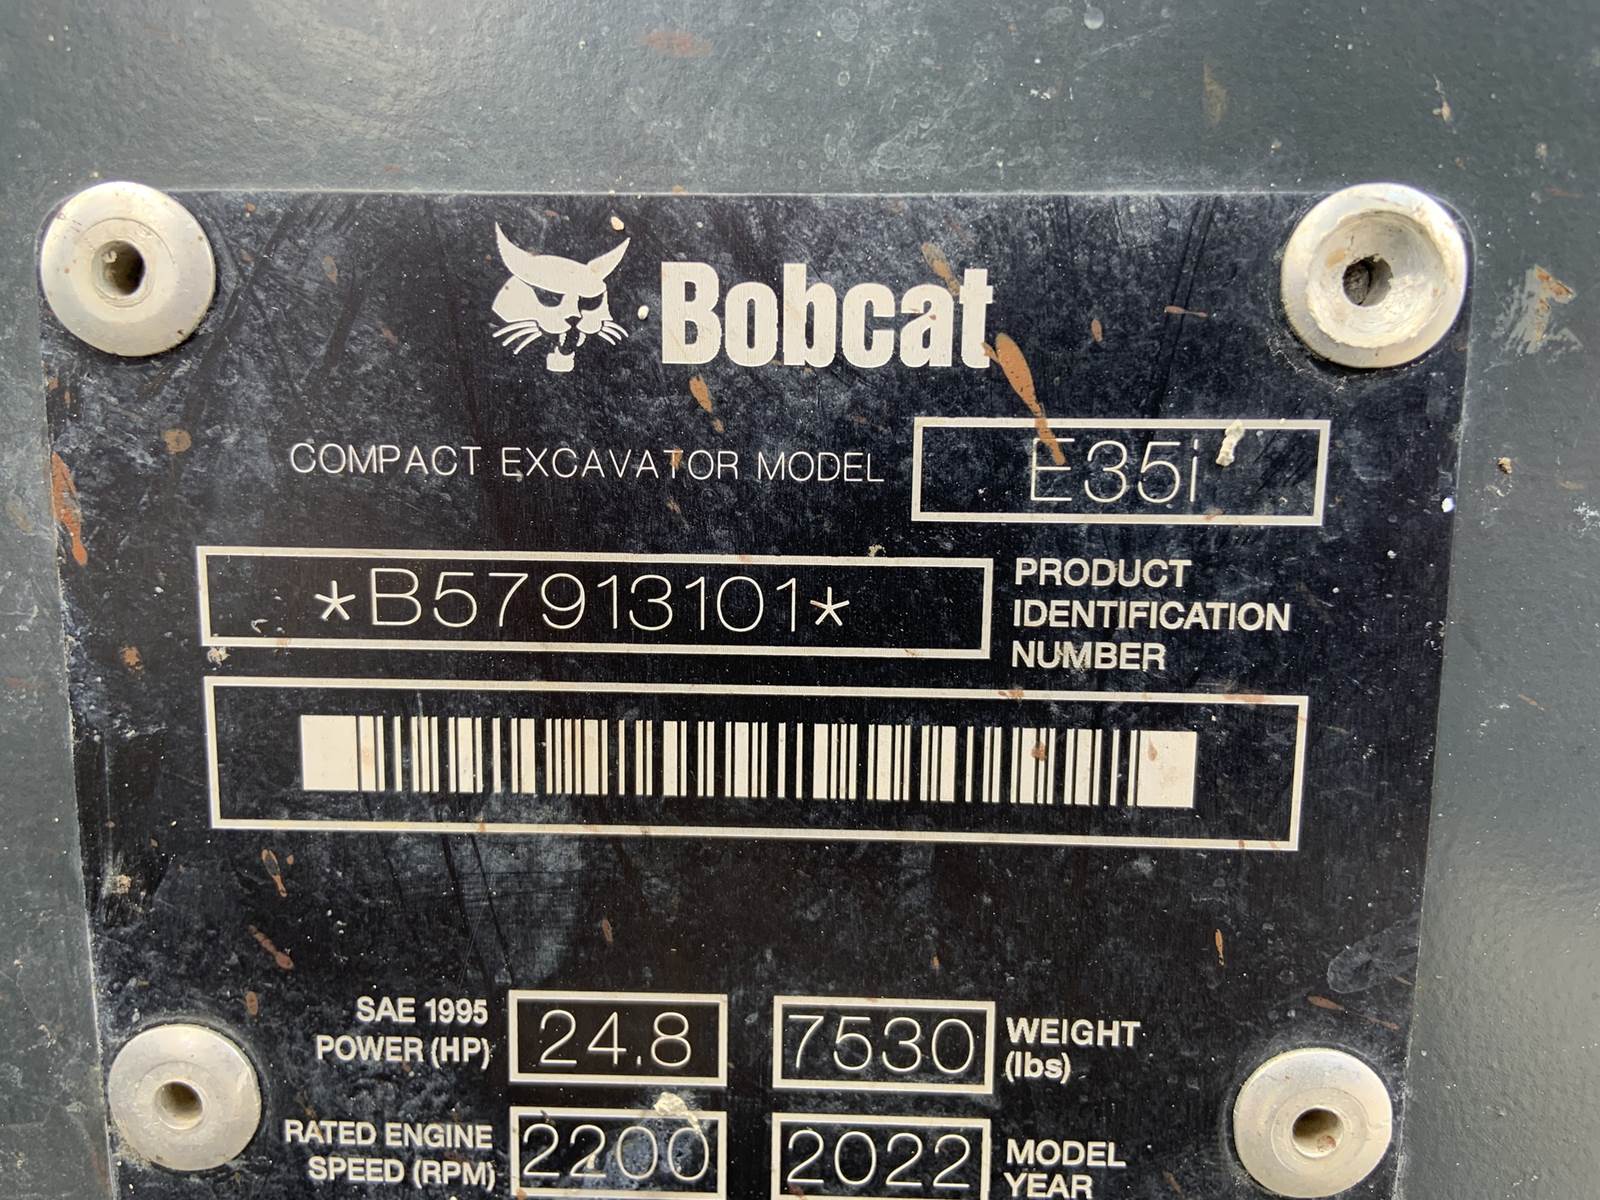 Bobcat
COMPACT EXCAVATOR MODEL E35i
*B57913101* PRODUCT IDENTIFICATION NUMBER
SAE 1995 POWER (HP) 24.8
7530 WEIGHT (lbs)
RATED ENGINE SPEED (RPM) 2200
2022 MODEL YEAR